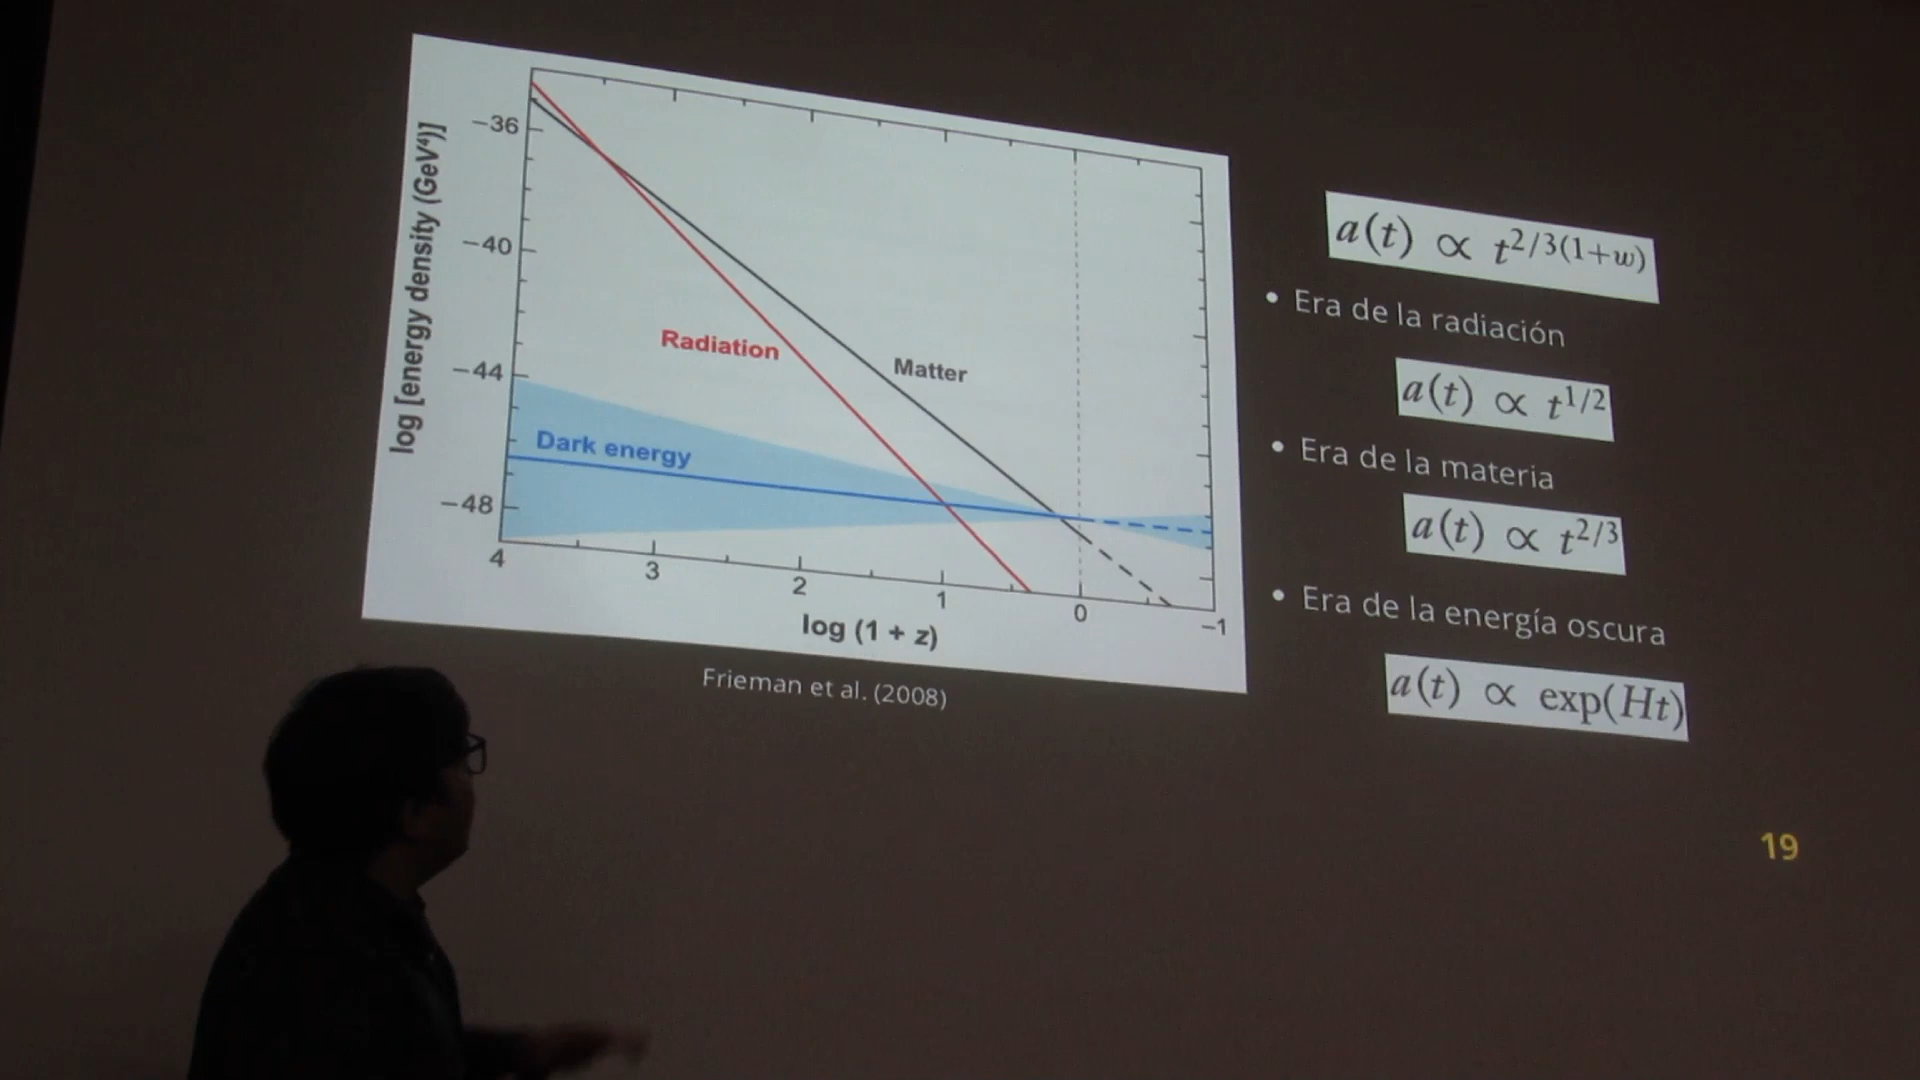 log [energy density (GeV⁴)]
−36
−40
−44
−48
Radiation
Matter
Dark energy
4 3 2 1 0 −1
log (1 + z)
Frieman et al. (2008)
a(t) ∝ t^{2/3(1+w)}
• Era de la radiación
a(t) ∝ t^{1/2}
• Era de la materia
a(t) ∝ t^{2/3}
• Era de la energía oscura
a(t) ∝ exp(Ht)
19